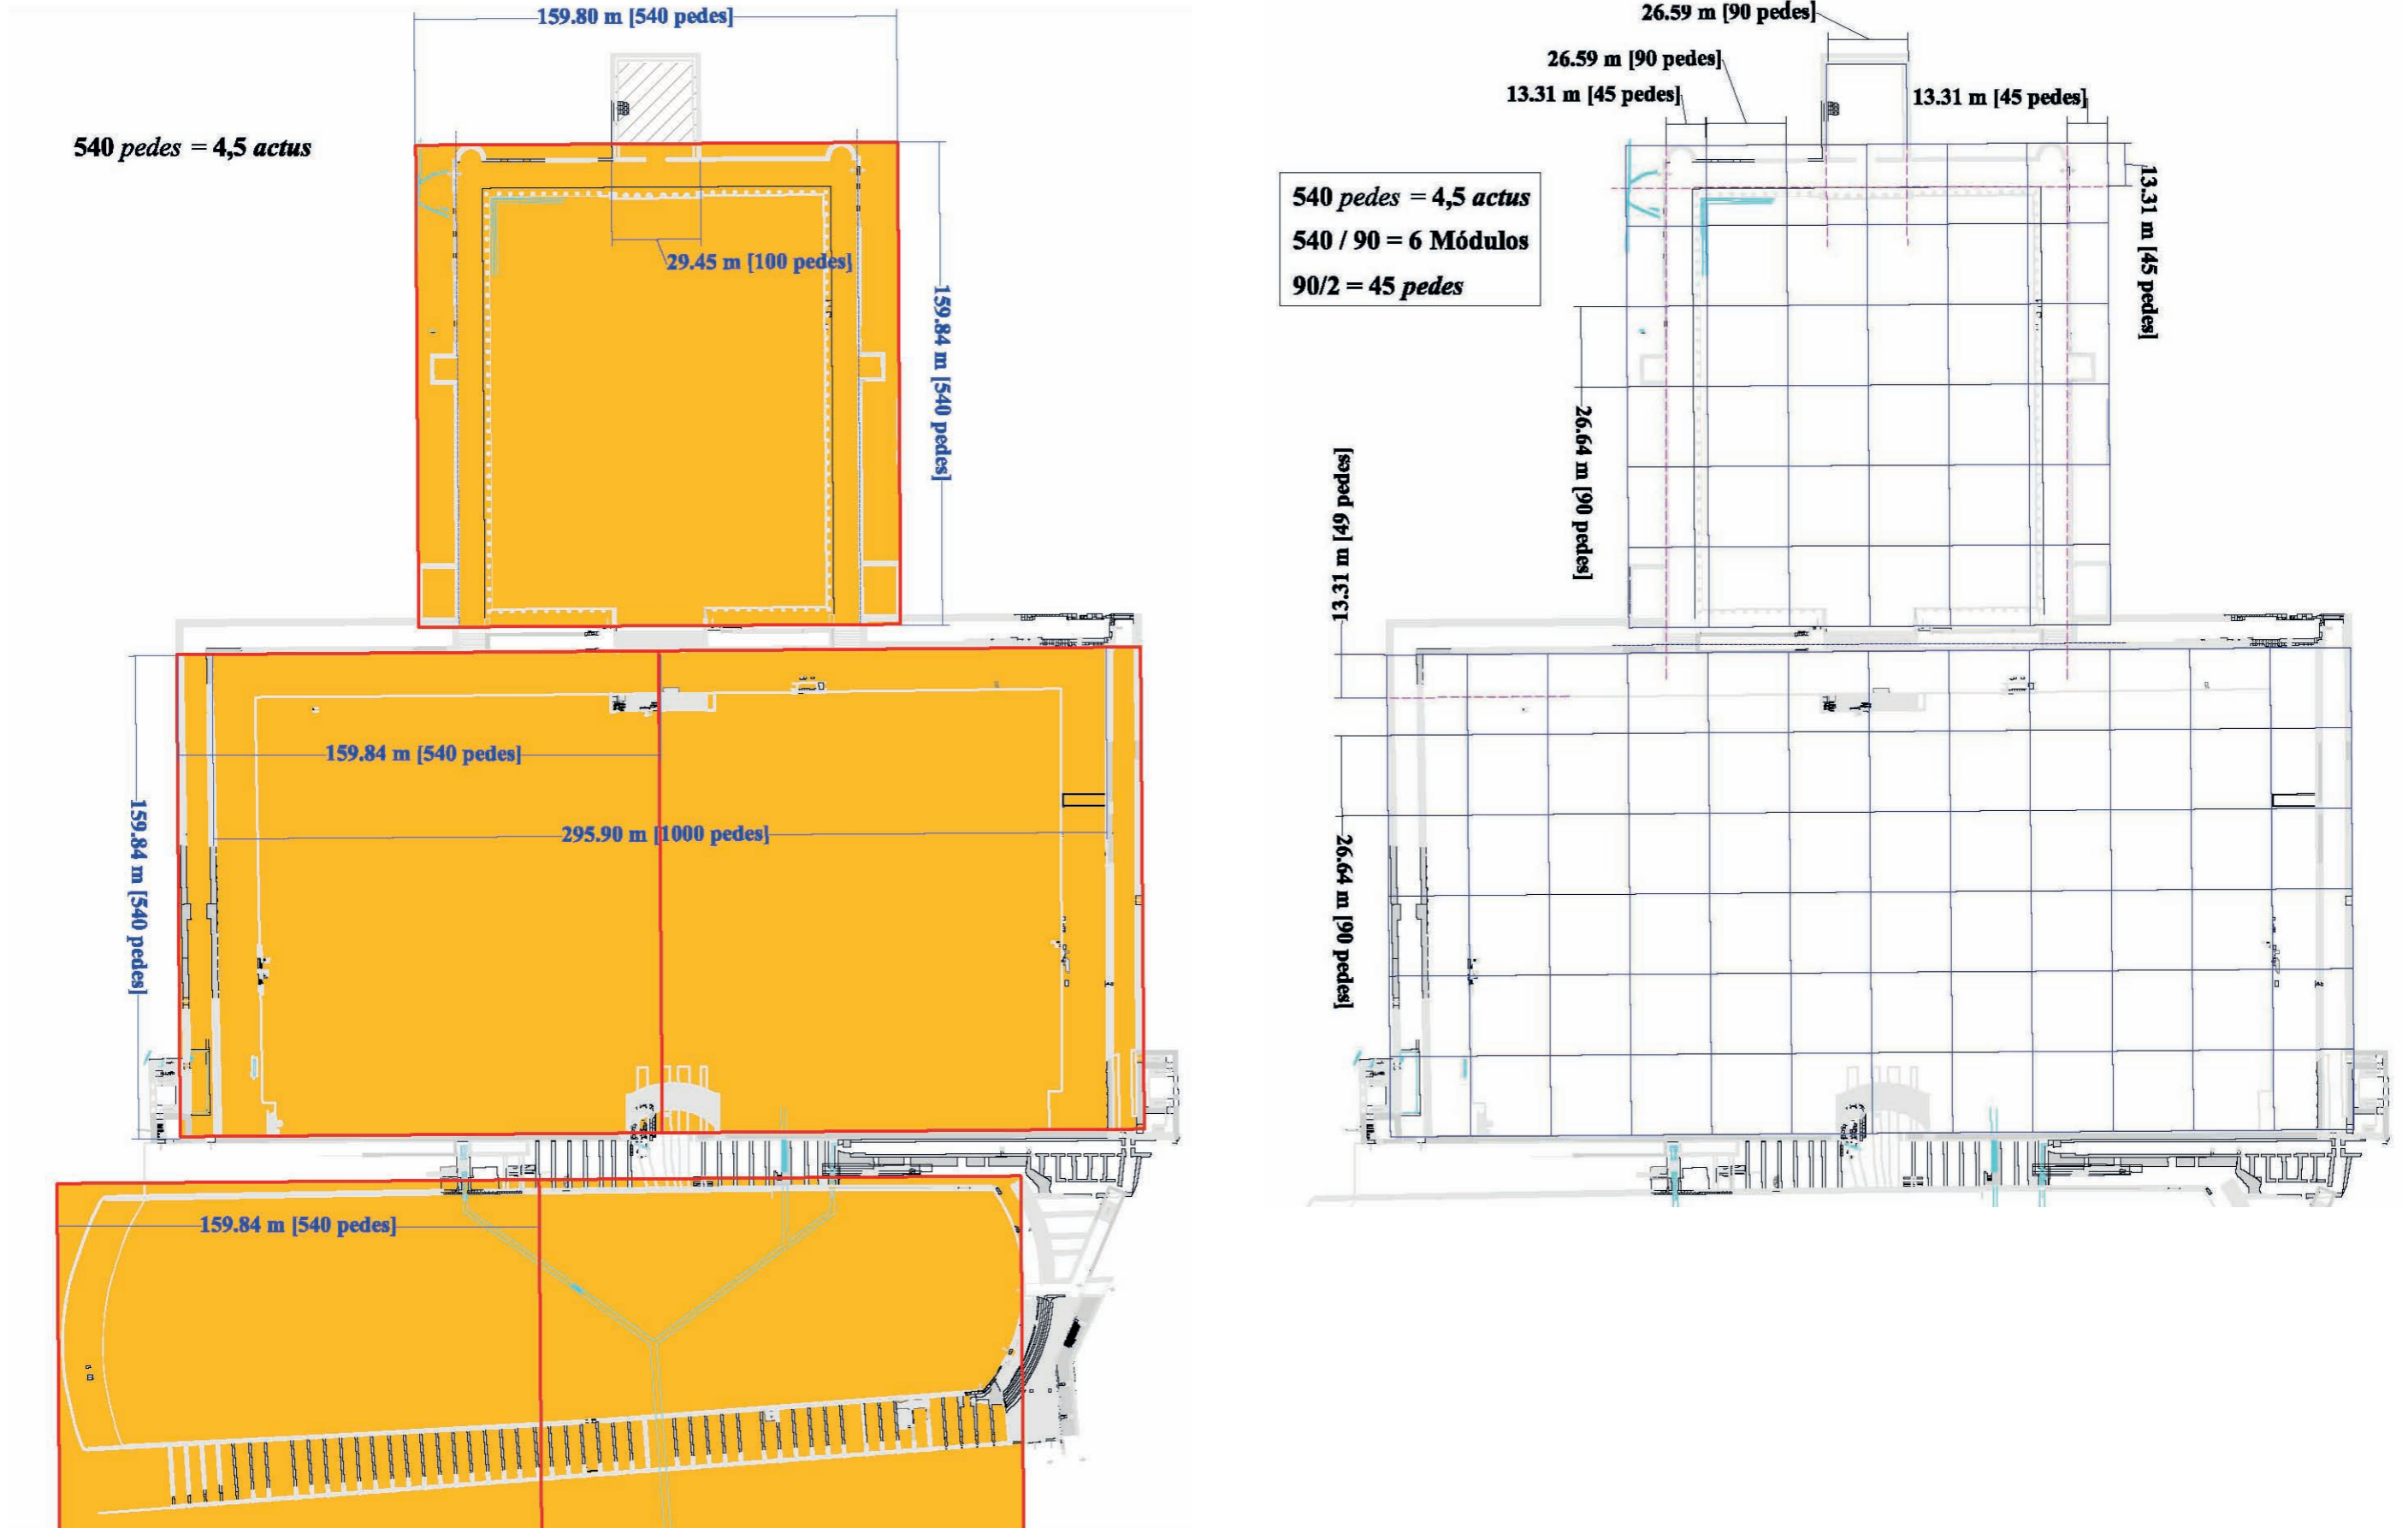 159.80 m [540 pedes]
540 pedes = 4,5 actus
29.45 m [100 pedes]
159.84 m [540 pedes]
159.84 m [540 pedes]
295.90 m [1000 pedes]
159.84 m [540 pedes]
159.84 m [540 pedes]
26.59 m [90 pedes]
26.59 m [90 pedes]
13.31 m [45 pedes]
13.31 m [45 pedes]
13.31 m [45 pedes]
540 pedes = 4,5 actus
540 / 90 = 6 Módulos
90/2 = 45 pedes
26.64 m [90 pedes]
13.31 m [49 pedes]
26.64 m [90 pedes]